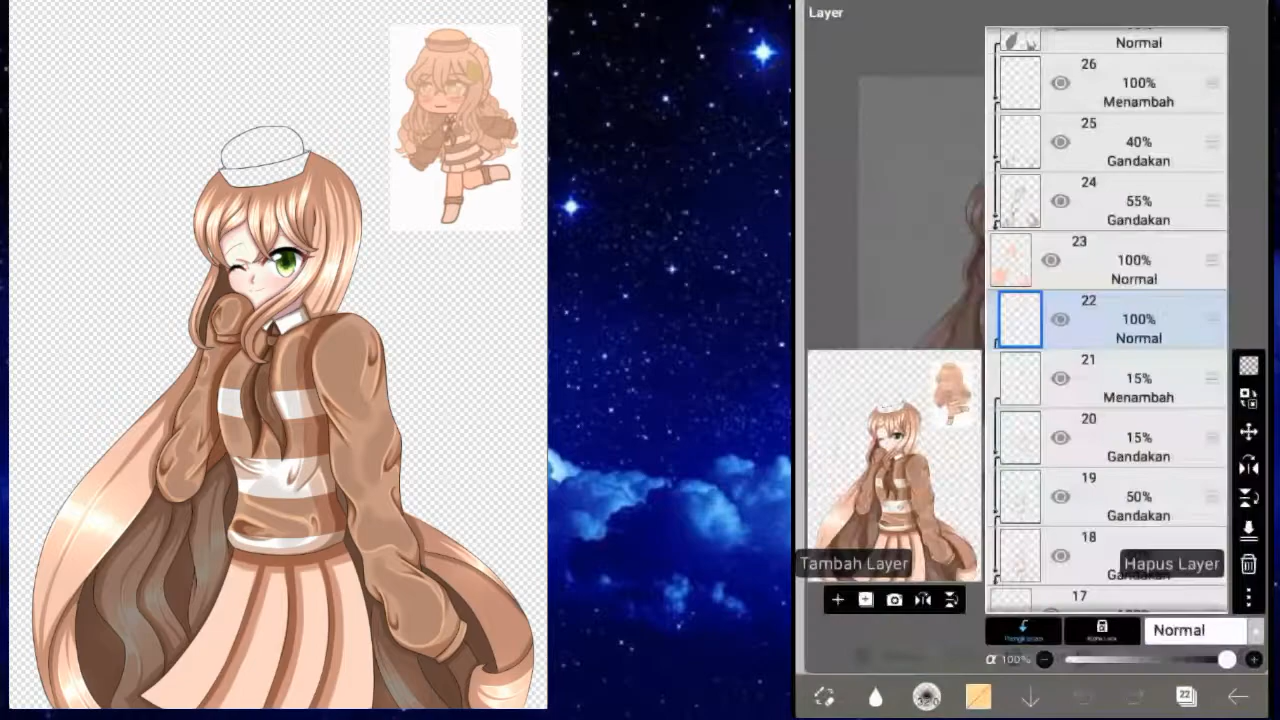 Layer
Normal
26
100%
Menambah
25
40%
Gandakan
24
55%
Gandakan
23
100%
Normal
22
100%
Normal
21
15%
Menambah
20
15%
Gandakan
19
50%
Gandakan
18
Gandakan
17
Tambah Layer
Hapus Layer
Normal
α 100%
22